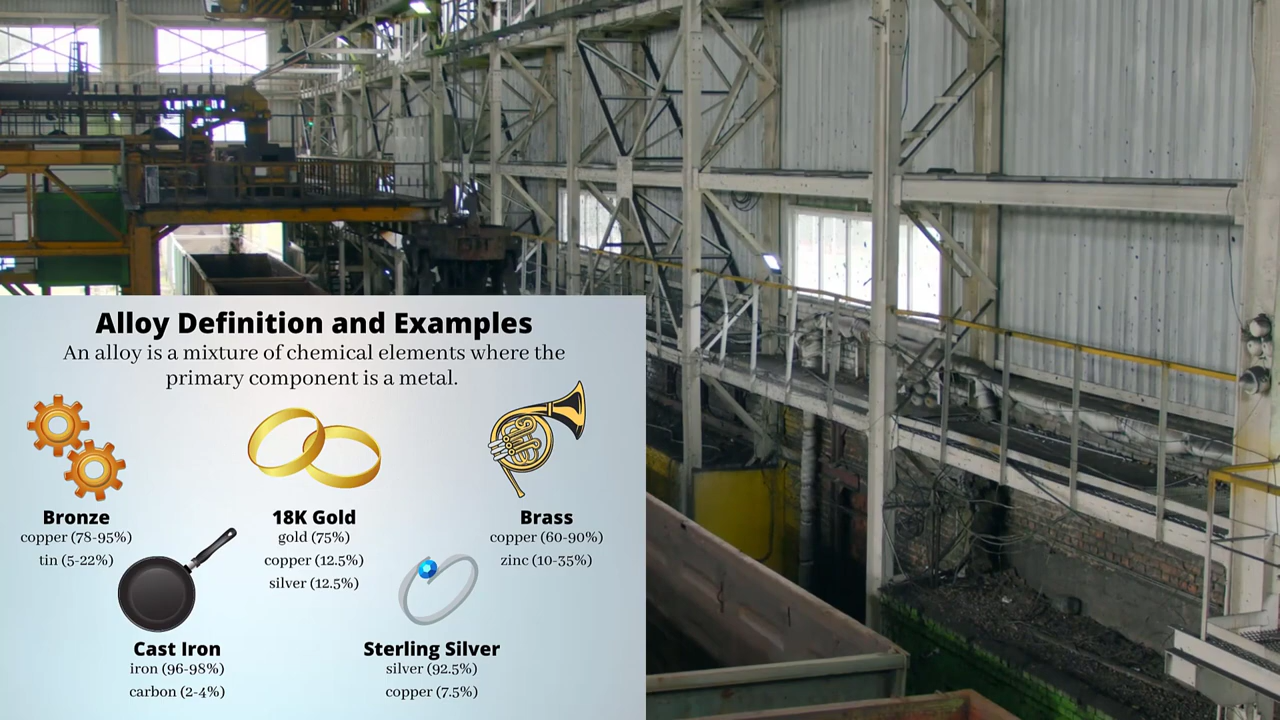 Alloy Definition and Examples
An alloy is a mixture of chemical elements where the
primary component is a metal.
Bronze
copper (78-95%)
tin (5-22%)
18K Gold
gold (75%)
copper (12.5%)
silver (12.5%)
Brass
copper (60-90%)
zinc (10-35%)
Cast Iron
iron (96-98%)
carbon (2-4%)
Sterling Silver
silver (92.5%)
copper (7.5%)